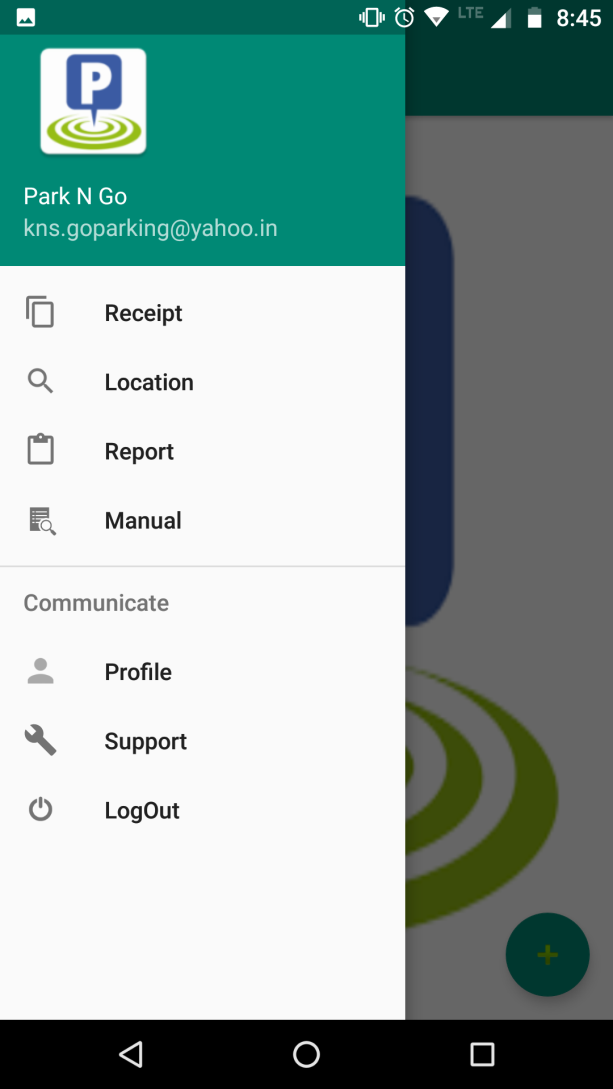 LTE 8:45
P
Park N Go
kns.goparking@yahoo.in
Receipt
Location
Report
Manual
Communicate
Profile
Support
LogOut
+